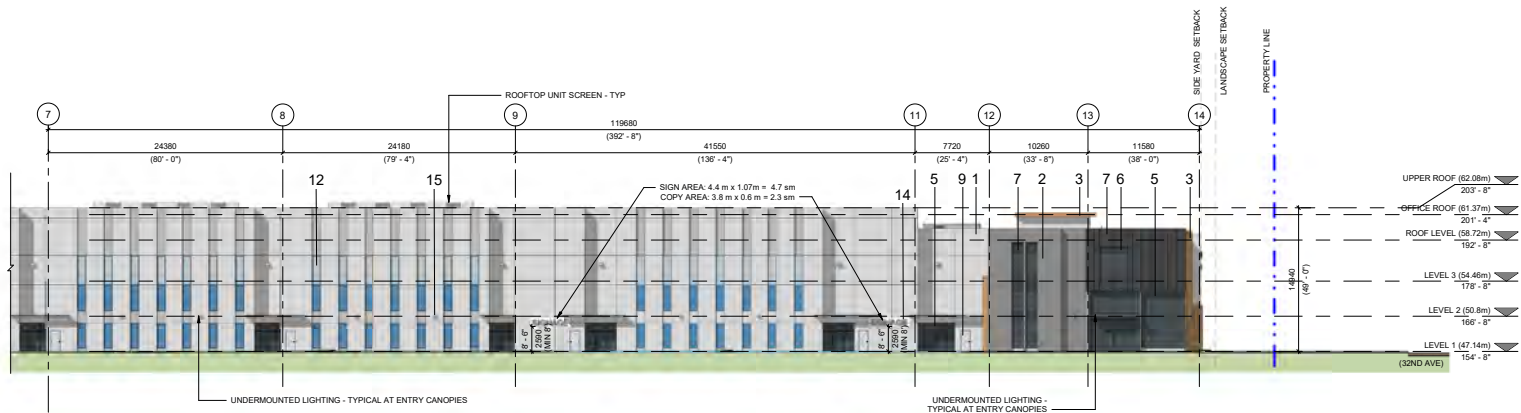 SIDE YARD SETBACK
LANDSCAPE SETBACK
PROPERTY LINE
ROOFTOP UNIT SCREEN - TYP
7
8
9
11
12
13
14
119680
(392' - 8")
24380
(80' - 0")
24180
(79' - 4")
41550
(136' - 4")
7720
(25' - 4")
10260
(33' - 8")
11580
(38' - 0")
12
15
SIGN AREA: 4.4 m x 1.07m = 4.7 sm
COPY AREA: 3.8 m x 0.6 m = 2.3 sm
14
5
9
1
7
2
3
7
6
5
3
UPPER ROOF (62.08m)
203' - 8"
OFFICE ROOF (61.37m)
201' - 4"
ROOF LEVEL (58.72m)
192' - 8"
LEVEL 3 (54.46m)
178' - 8"
LEVEL 2 (50.8m)
166' - 8"
LEVEL 1 (47.14m)
154' - 8"
14940
(49' - 0")
8' - 6"
2590
(MIN 8')
8' - 6"
2590
(MIN 8')
(32ND AVE)
UNDERMOUNTED LIGHTING - TYPICAL AT ENTRY CANOPIES
UNDERMOUNTED LIGHTING -
TYPICAL AT ENTRY CANOPIES